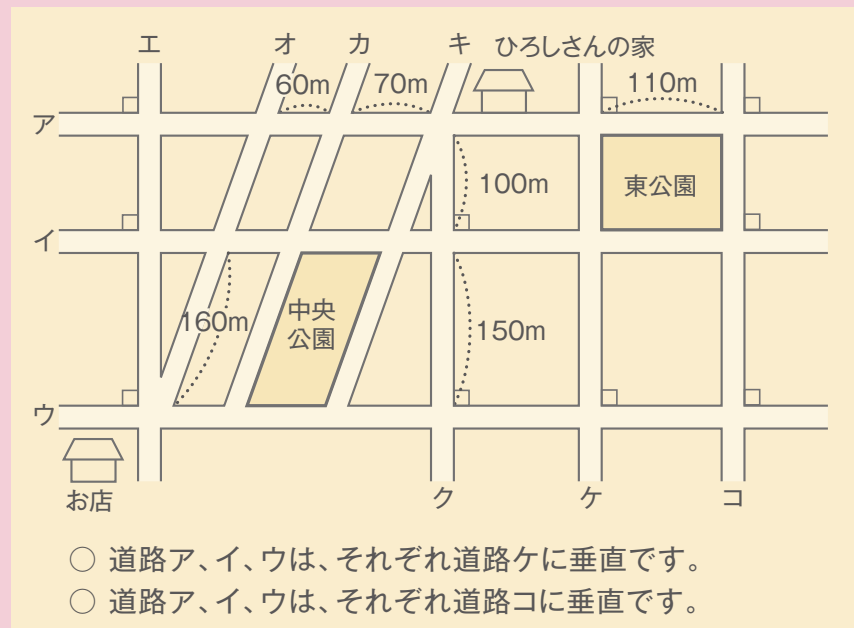 エ オ カ キ ひろしさんの家
60m 70m 110m
ア
100m 東公園
イ
160m 中央公園 150m
ウ
お店 ク ケ コ
○ 道路ア、イ、ウは、それぞれ道路ケに垂直です。
○ 道路ア、イ、ウは、それぞれ道路コに垂直です。